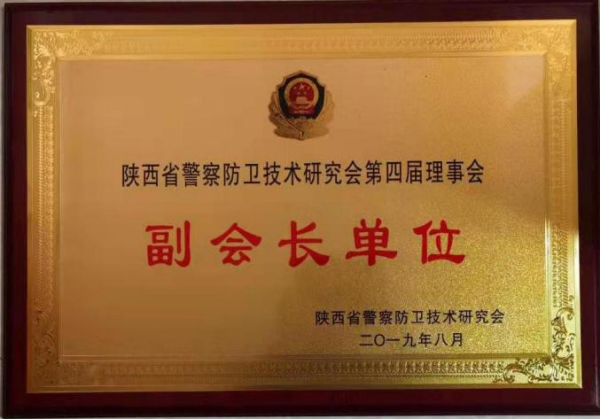 陕西省警察防卫技术研究会第四届理事会
副会长单位
陕西省警察防卫技术研究会
二〇一九年八月